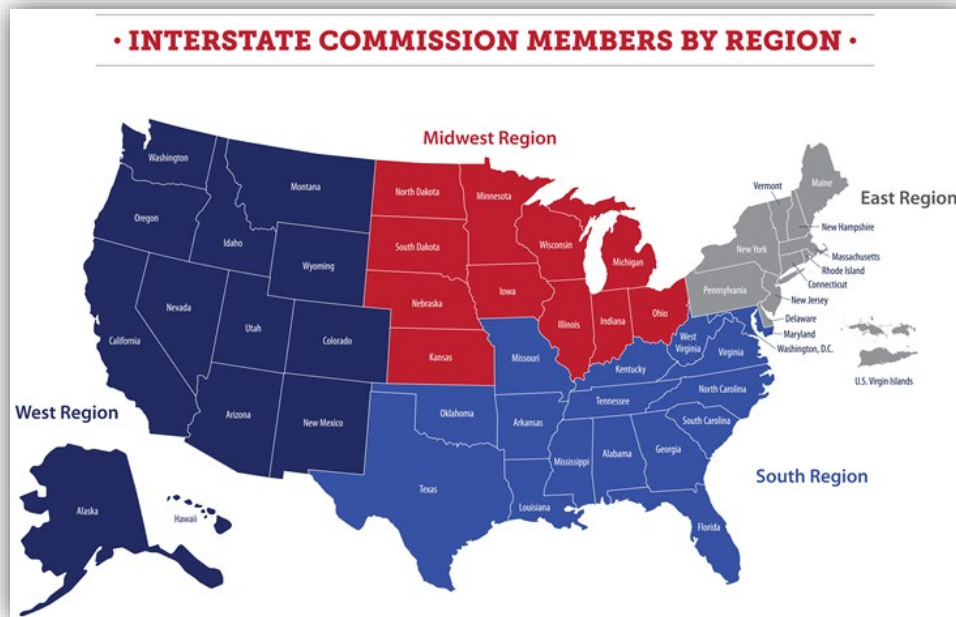 · INTERSTATE COMMISSION MEMBERS BY REGION ·
Midwest Region
Washington
Montana
North Dakota
Minnesota
Vermont
Maine
East Region
Oregon
Idaho
South Dakota
Wisconsin
Michigan
New York
New Hampshire
Wyoming
Massachusetts
Rhode Island
Connecticut
Nebraska
Iowa
Pennsylvania
New Jersey
Nevada
Utah
Illinois
Indiana
Ohio
Delaware
Maryland
California
Colorado
Kansas
Missouri
West
Virginia
Virginia
Washington, D.C.
Kentucky
U.S. Virgin Islands
West Region
Arizona
New Mexico
Oklahoma
Arkansas
Tennessee
North Carolina
South Carolina
Mississippi
Alabama
Georgia
South Region
Texas
Louisiana
Florida
Alaska
Hawaii